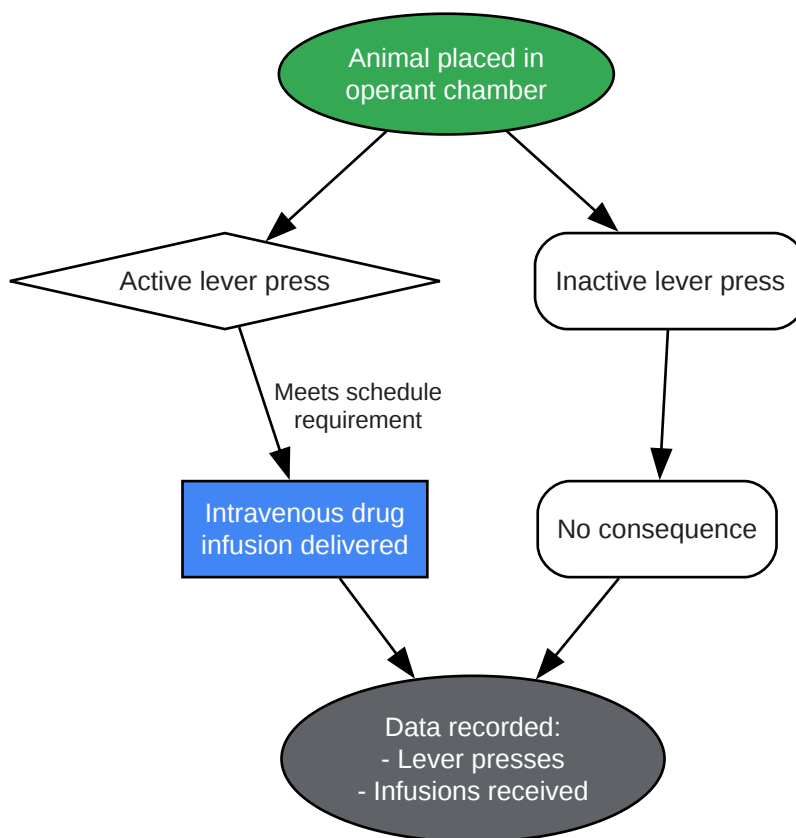 Animal placed in
operant chamber
Active lever press
Inactive lever press
Meets schedule
requirement
Intravenous drug
infusion delivered
No consequence
Data recorded:
- Lever presses
- Infusions received